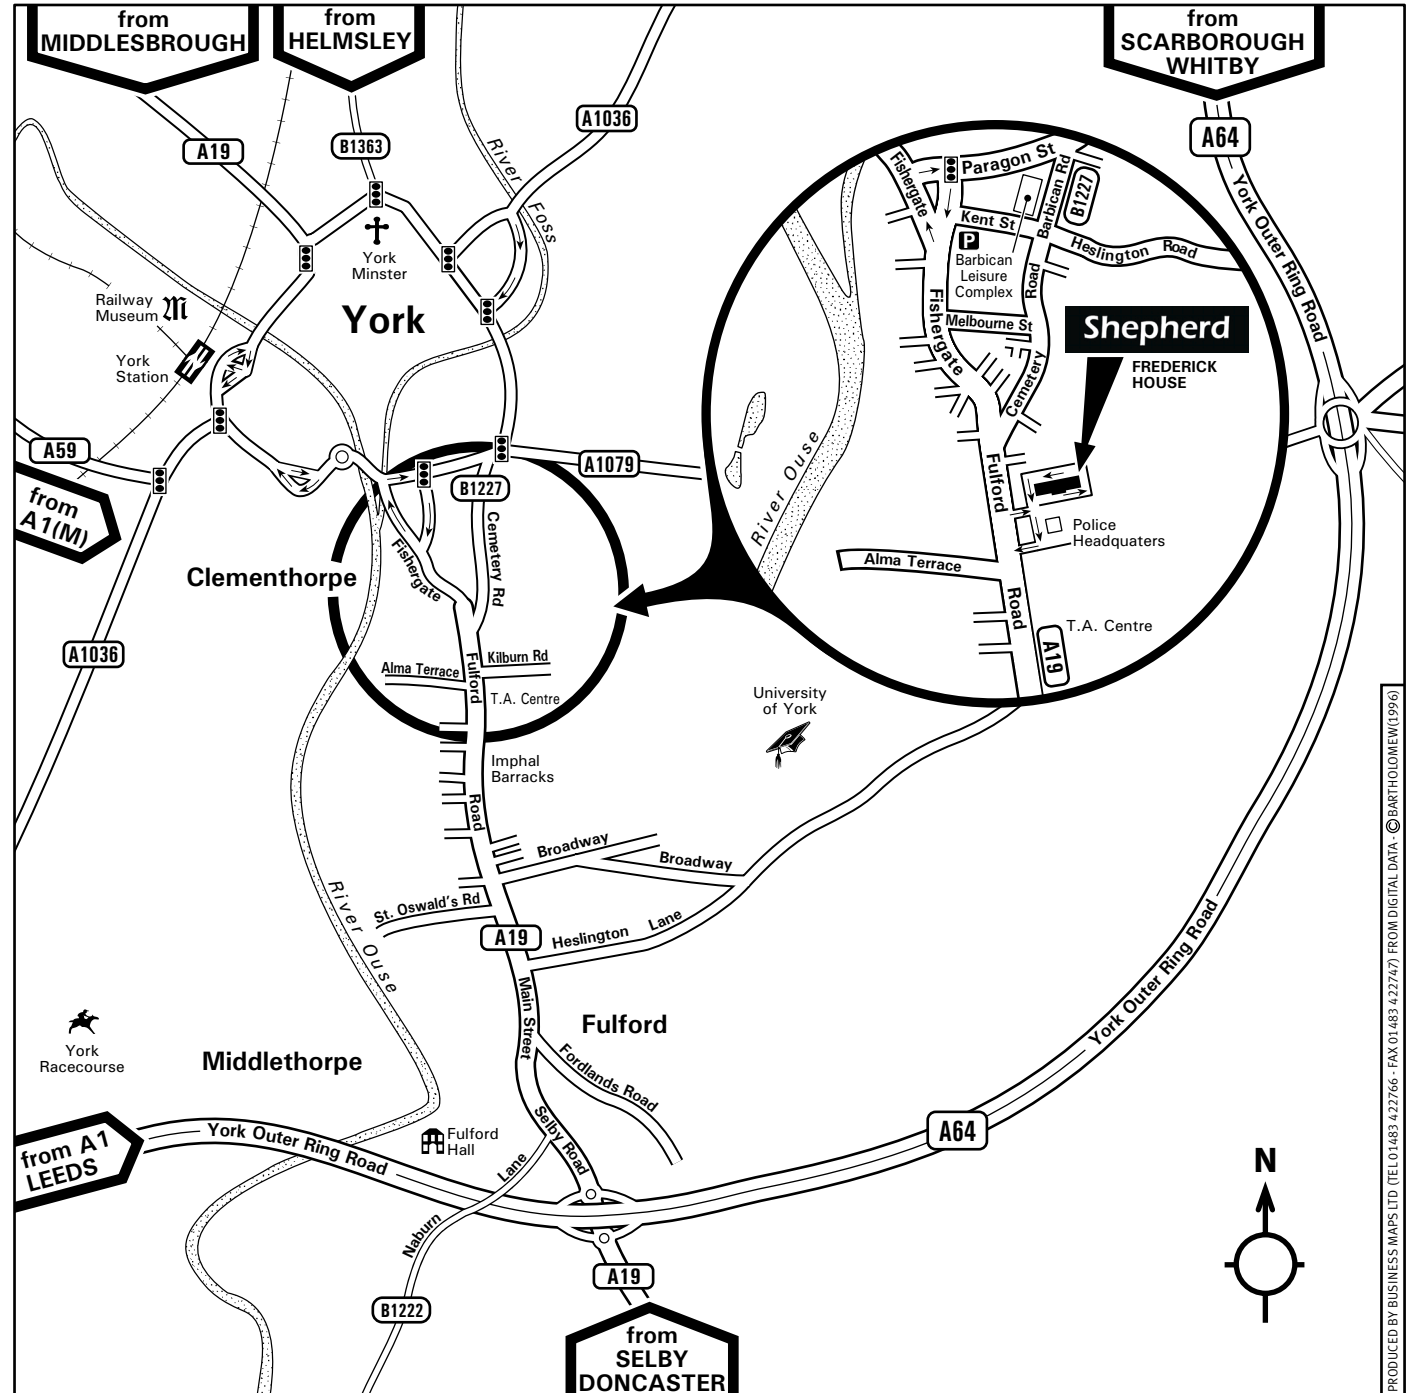 from
MIDDLESBROUGH
from
HELMSLEY
from
SCARBOROUGH
WHITBY
A19
B1363
A1036
A64
River Foss
York Outer Ring Road
York
Minster
York
Railway
Museum
York
Station
A59
from
A1(M)
A1079
B1227
Cemetery Rd
Fishergate
Clementhorpe
A1036
Alma Terrace
Kilburn Rd
Fulford
T.A. Centre
Imphal
Barracks
Road
Fishergate
Paragon St
Barbican Rd
B1227
Kent St
Heslington Road
P
Barbican
Leisure
Complex
Road
Fishergate
Melbourne St
Cemetery
Shepherd
FREDERICK
HOUSE
River Ouse
Fulford
Police
Headquaters
Alma Terrace
Road
T.A. Centre
A19
University
of York
Broadway
Broadway
St. Oswald's Rd
A19
Heslington Lane
River Ouse
Main Street
Fulford
York
Racecourse
Middlethorpe
Fordlands Road
York Outer Ring Road
from A1
LEEDS
York Outer Ring Road
Fulford
Hall
Selby Road
A64
Naburn Lane
A19
B1222
from
SELBY
DONCASTER
N
PRODUCED BY BUSINESS MAPS LTD (TEL 01483 422766 - FAX 01483 422747) FROM DIGITAL DATA - © BARTHOLOMEW (1996)